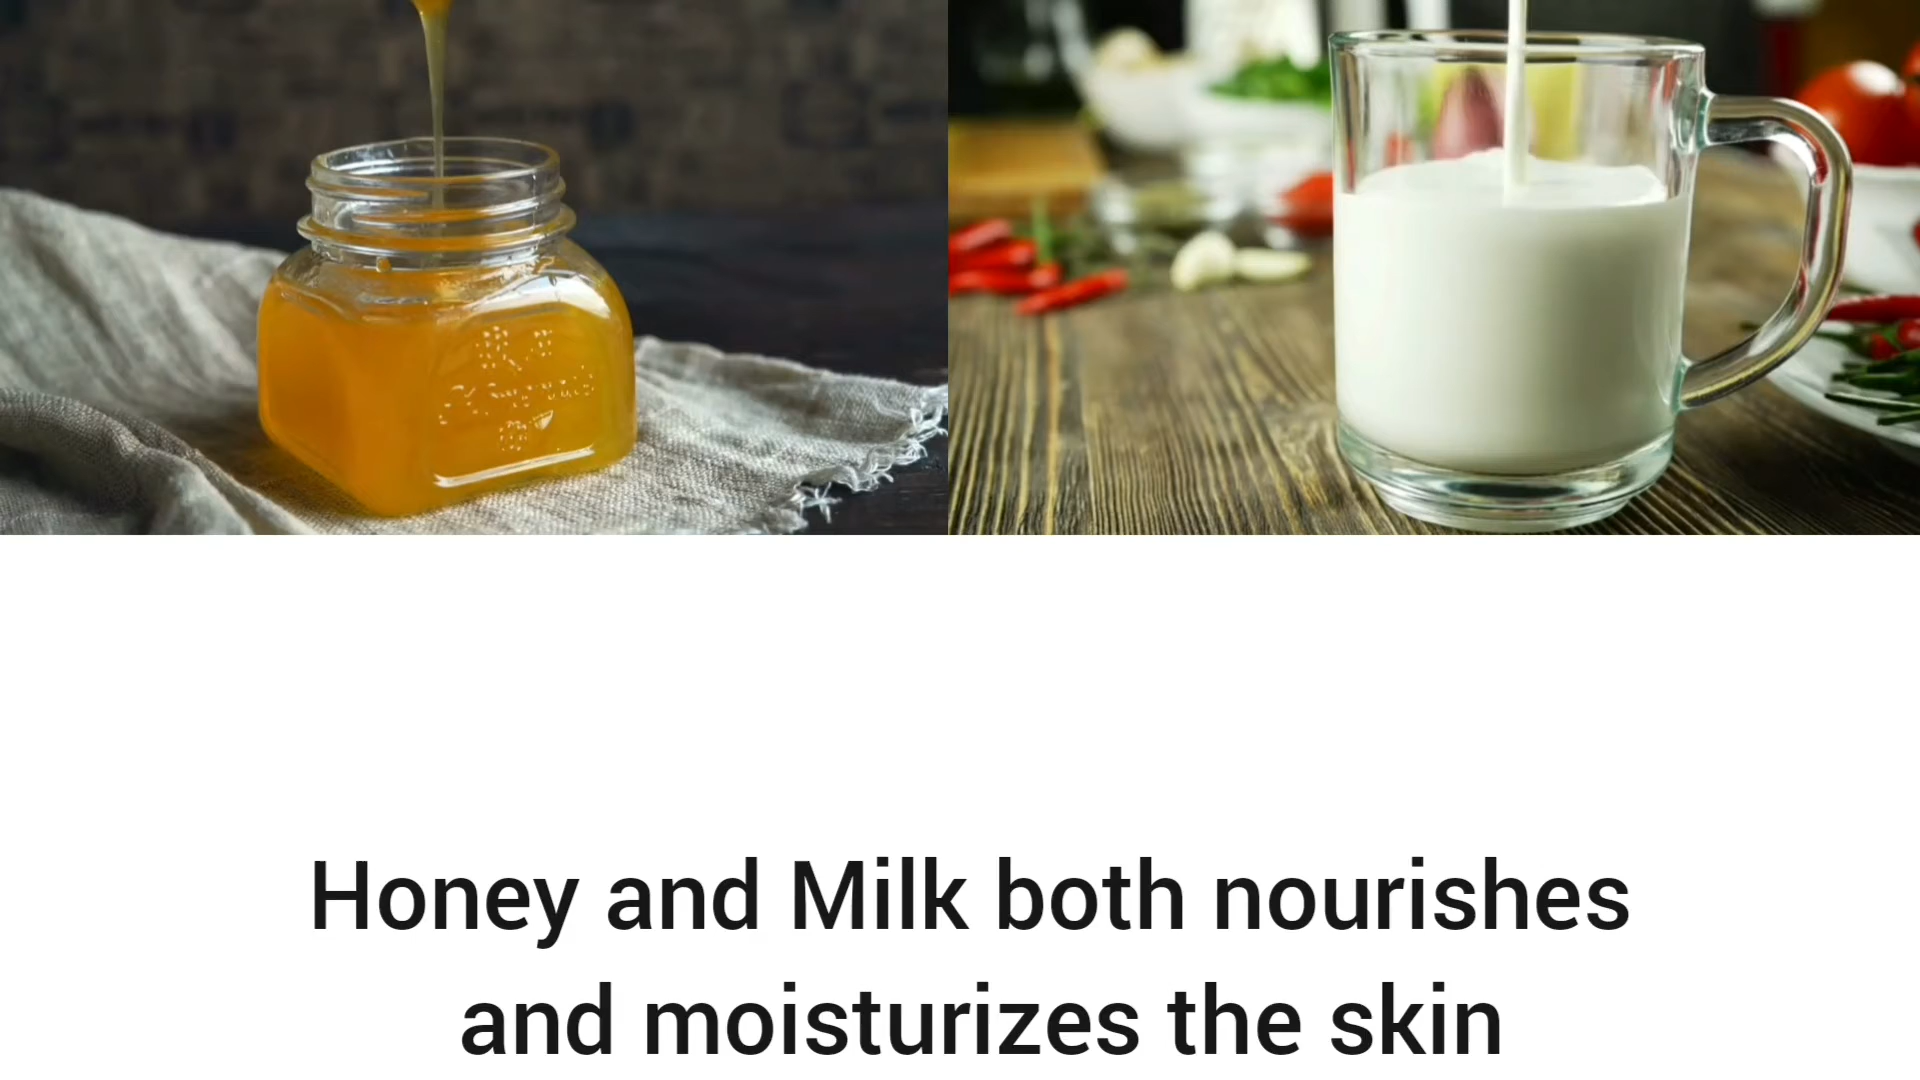 Honey and Milk both nourishes
and moisturizes the skin